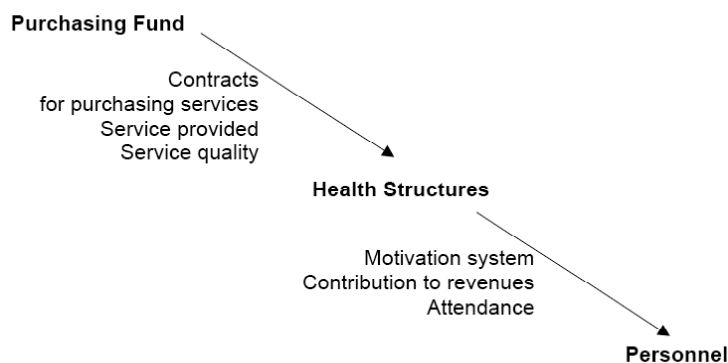 Purchasing Fund
Contracts
for purchasing services
Service provided
Service quality
Health Structures
Motivation system
Contribution to revenues
Attendance
Personnel